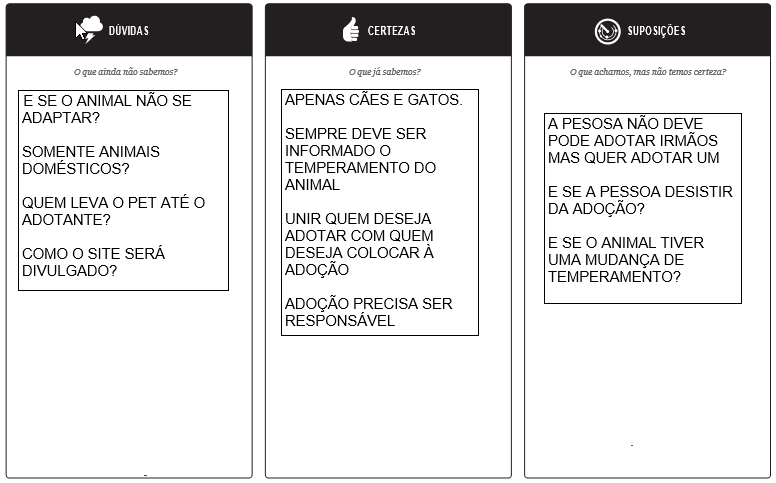 DÚVIDAS
O que ainda não sabemos?
E SE O ANIMAL NÃO SE
ADAPTAR?
SOMENTE ANIMAIS
DOMÉSTICOS?
QUEM LEVA O PET ATÉ O
ADOTANTE?
COMO O SITE SERÁ
DIVULGADO?
CERTEZAS
O que já sabemos?
APENAS CÃES E GATOS.
SEMPRE DEVE SER
INFORMADO O
TEMPERAMENTO DO
ANIMAL
UNIR QUEM DESEJA
ADOTAR COM QUEM
DESEJA COLOCAR À
ADOÇÃO
ADOÇÃO PRECISA SER
RESPONSÁVEL
SUPOSIÇÕES
O que achamos, mas não temos certeza?
A PESOSA NÃO DEVE
PODE ADOTAR IRMÃOS
MAS QUER ADOTAR UM
E SE A PESSOA DESISTIR
DA ADOÇÃO?
E SE O ANIMAL TIVER
UMA MUDANÇA DE
TEMPERAMENTO?